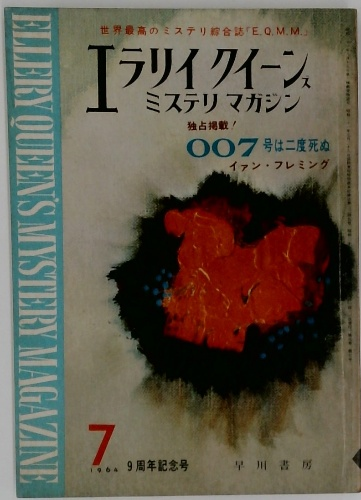 世界最高のミステリ綜合誌「E.Q.M.M.」
エラリイクイーンズ
ミステリ マガジン
独占掲載!
007号は二度死ぬ
イァン・フレミング
ELLERY QUEEN'S MYSTERY MAGAZINE
7
1964
9周年記念号
早川書房